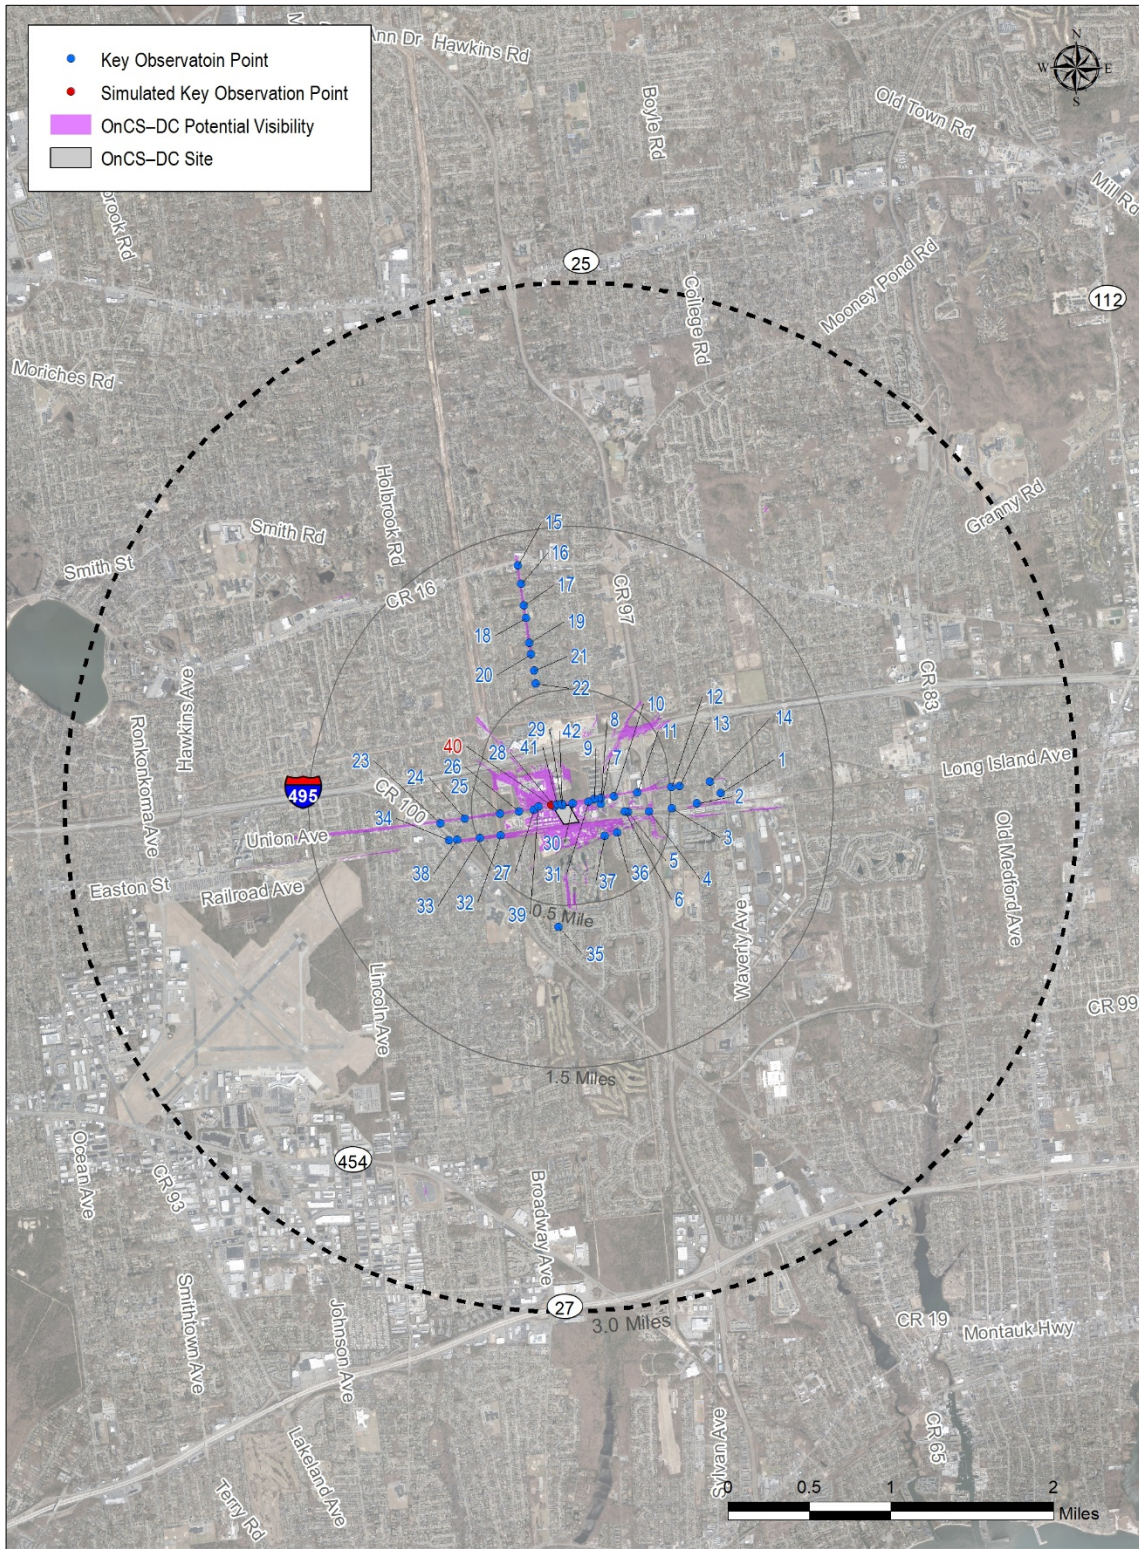 Key Observatoin Point
Simulated Key Observation Point
OnCS–DC Potential Visibility
OnCS–DC Site
Ann Dr
Hawkins Rd
N
W
E
S
Boyle Rd
Old Town Rd
Mill Rd
brook Rd
25
College Rd
Mooney Pond Rd
112
Moriches Rd
Holbrook Rd
Granny Rd
Smith Rd
Smith St
CR 16
15
16
17
18
19
20
21
22
CR 97
CR 83
Hawkins Ave
Ronkonkoma Ave
10
12
8
11
13
14
29
42
7
9
1
40
41
28
23
26
24
25
2
Long Island Ave
495
CR 100
34
Union Ave
3
Easton St
Railroad Ave
30
5
27
31
36
4
38
37
6
33
32
39
0.5 Mile
35
Waverly Ave
Old Medford Ave
Lincoln Ave
CR 99
1.5 Miles
454
Ocean Ave
CR 93
Broadway Ave
27
3.0 Miles
CR 19
Montauk Hwy
Smithtown Ave
Johnson Ave
Lakeland Ave
Terry Rd
Sylvan Ave
CR 65
0
0.5
1
2
Miles